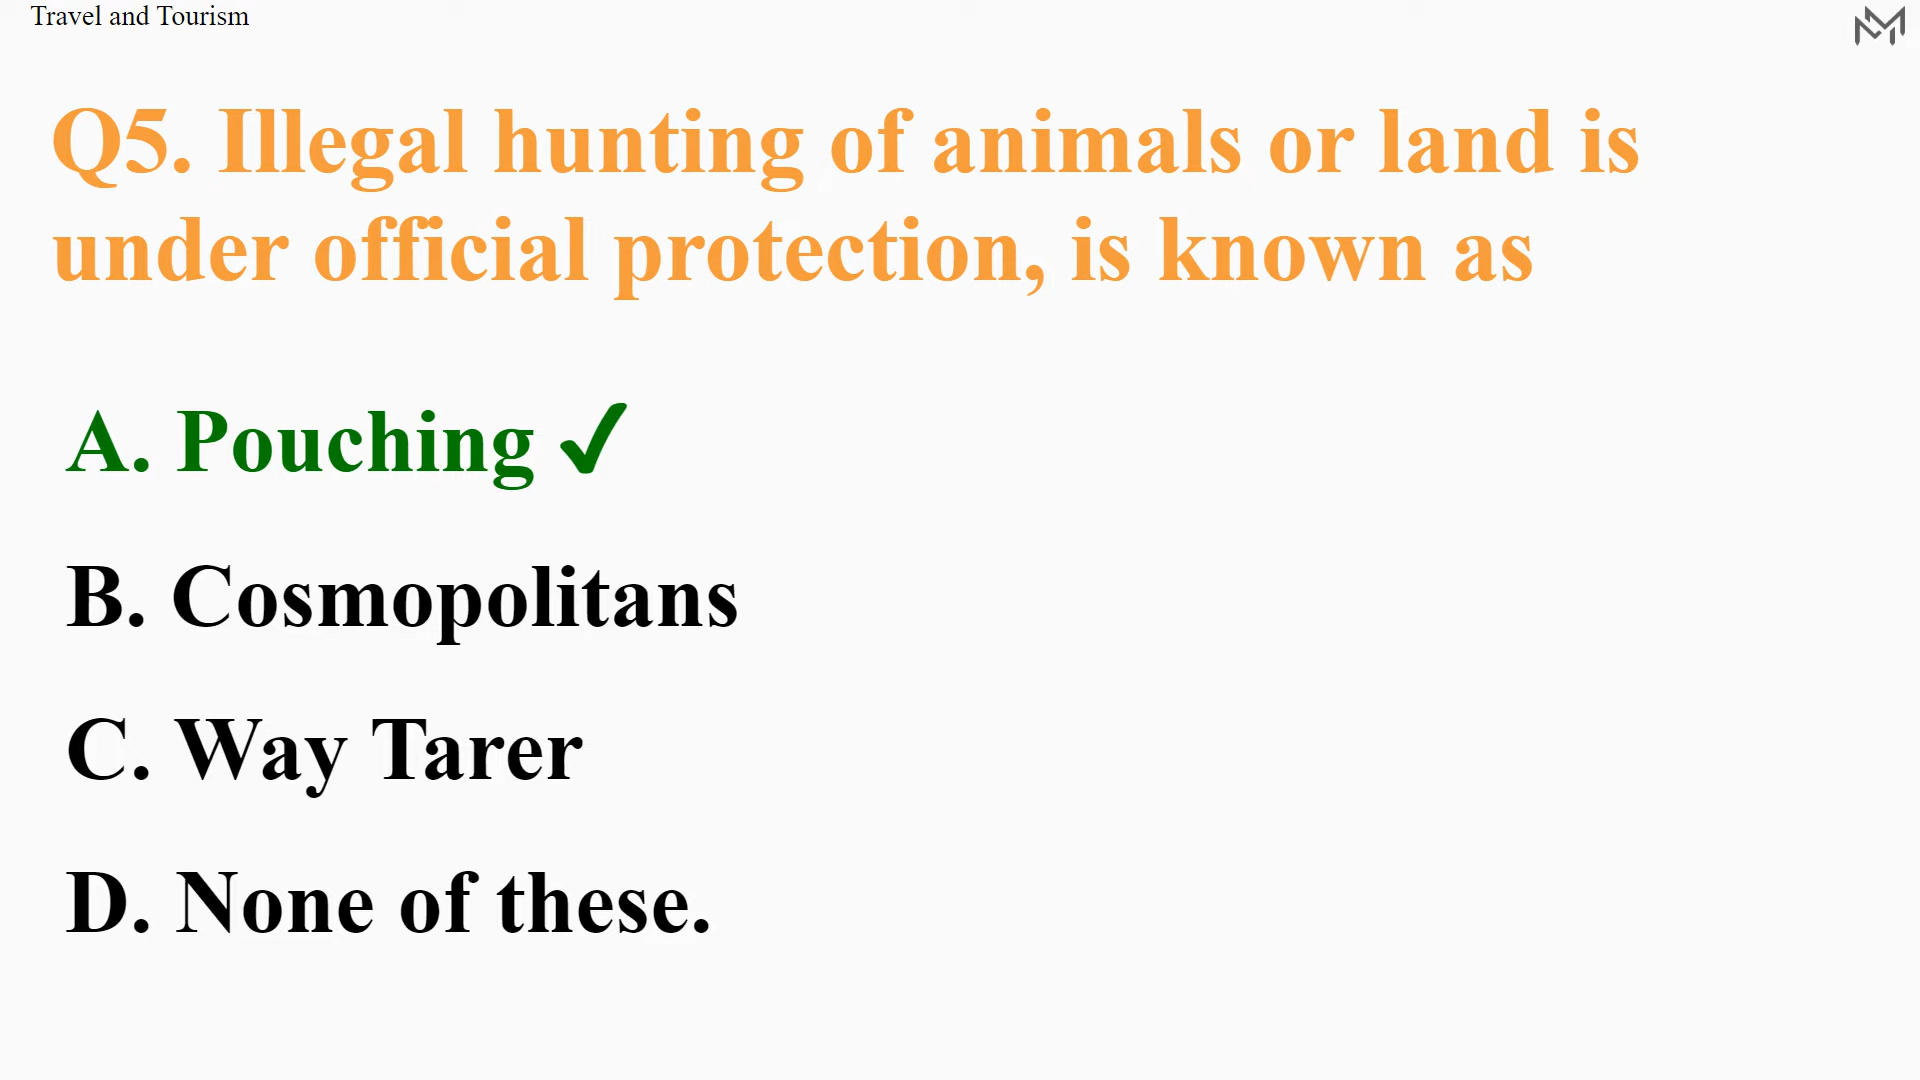 Travel and Tourism
Q5. Illegal hunting of animals or land is
under official protection, is known as
A. Pouching ✓
B. Cosmopolitans
C. Way Tarer
D. None of these.